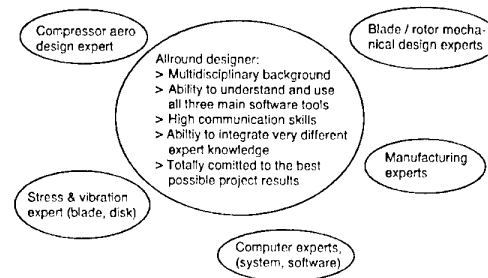 Compressor aero
design expert
Blade / rotor mecha-
nical design experts
Allround designer:
> Multidisciplinary background
> Ability to understand and use
all three main software tools
> High communication skills
> Abiltiy to integrate very different
expert knowledge
> Totally comitted to the best
possible project results
Manufacturing
experts
Stress & vibration
expert (blade, disk)
Computer experts,
(system, software)